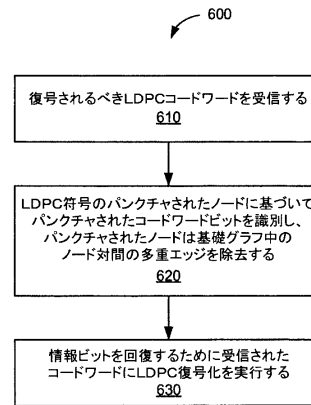 600
復号されるべきLDPCコードワードを受信する
610
LDPC符号のパンクチャされたノードに基づいて
パンクチャされたコードワードビットを識別し、
パンクチャされたノードは基礎グラフ中の
ノード対間の多重エッジを除去する
620
情報ビットを回復するために受信された
コードワードにLDPC復号化を実行する
630